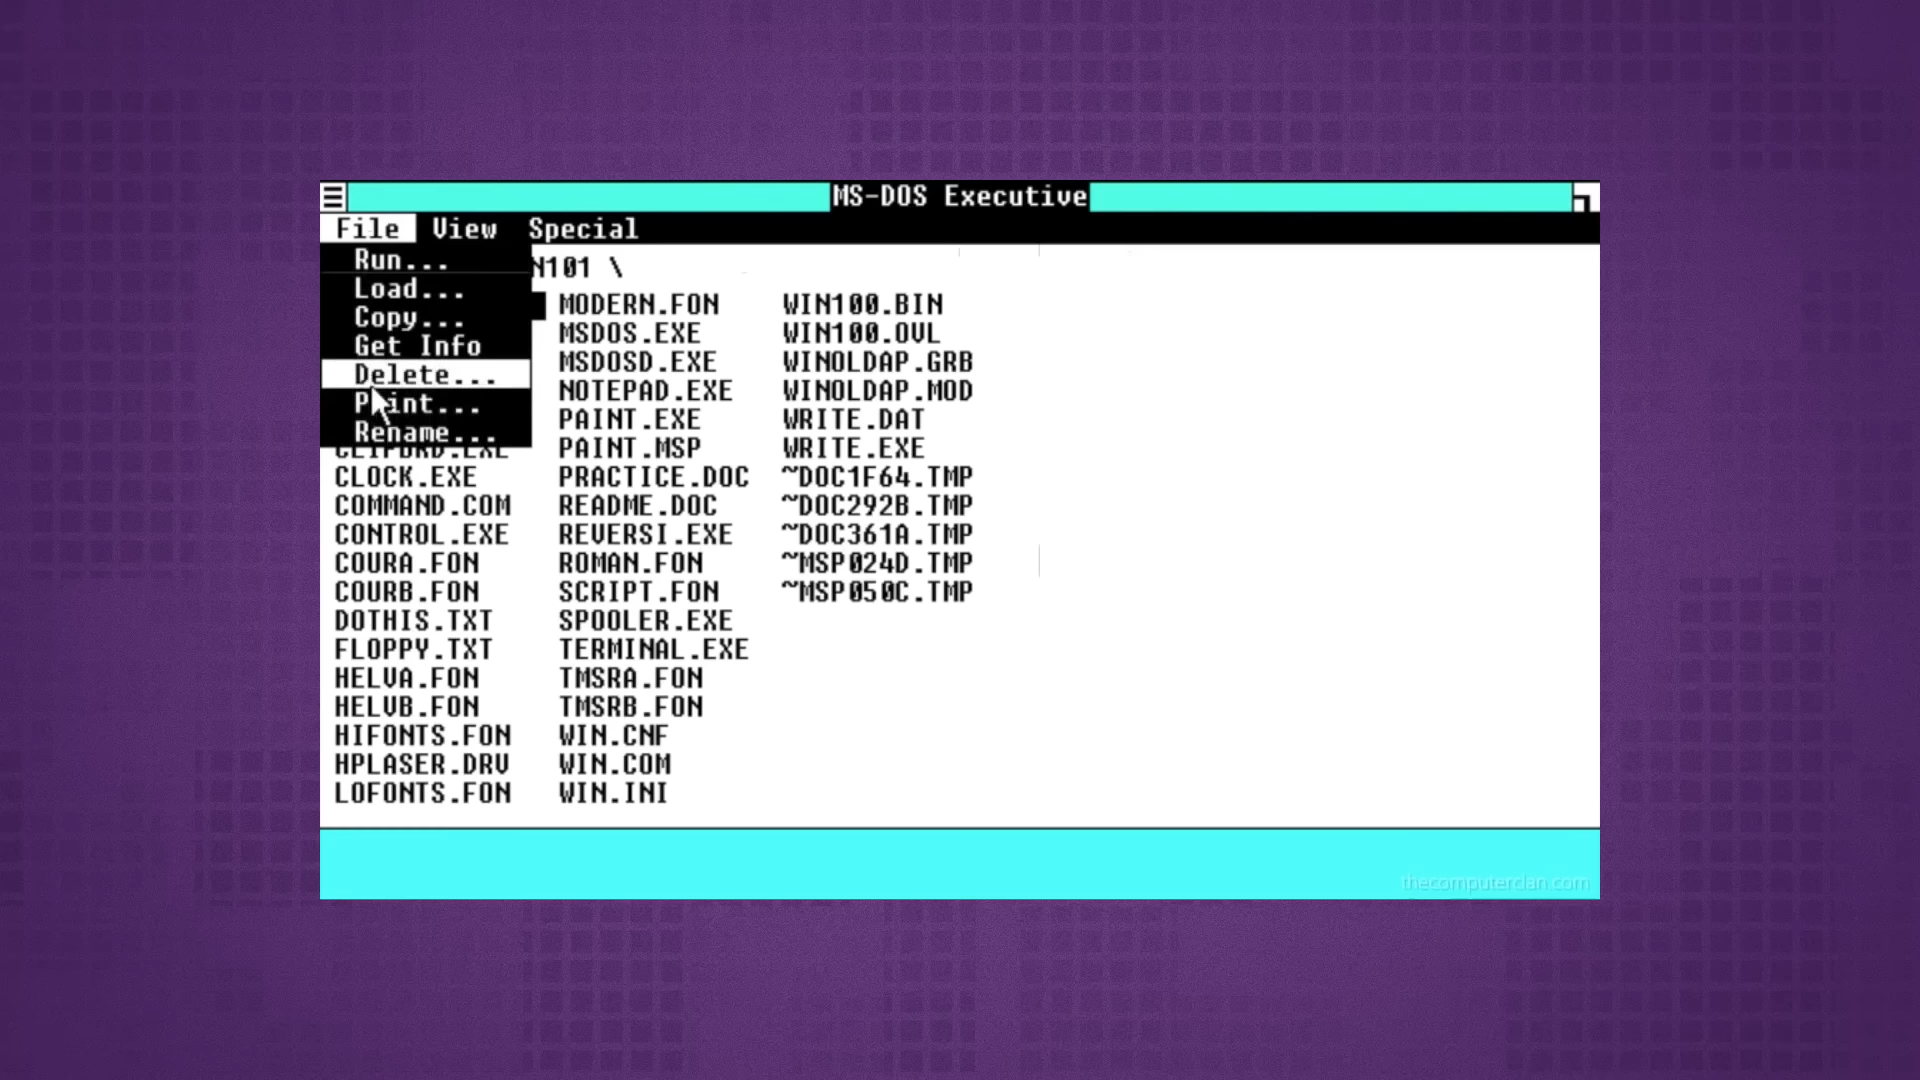 MS-DOS Executive
File View Special
Run...
Load...
Copy...
Get Info
Delete...
Print...
Rename...
N101 \
MODERN.FON WIN100.BIN
MSDOS.EXE WIN100.OVL
MSDOSD.EXE WINOLDAP.GRB
NOTEPAD.EXE WINOLDAP.MOD
PAINT.EXE WRITE.DAT
CLIPBRD.EXE PAINT.MSP WRITE.EXE
CLOCK.EXE PRACTICE.DOC ~DOC1F64.TMP
COMMAND.COM README.DOC ~DOC292B.TMP
CONTROL.EXE REVERSI.EXE ~DOC361A.TMP
COURA.FON ROMAN.FON ~MSP024D.TMP
COURB.FON SCRIPT.FON ~MSP050C.TMP
DOTHIS.TXT SPOOLER.EXE
FLOPPY.TXT TERMINAL.EXE
HELVA.FON TMSRA.FON
HELVB.FON TMSRB.FON
HIFONTS.FON WIN.CNF
HPLASER.DRV WIN.COM
LOFONTS.FON WIN.INI
thecomputerclan.com